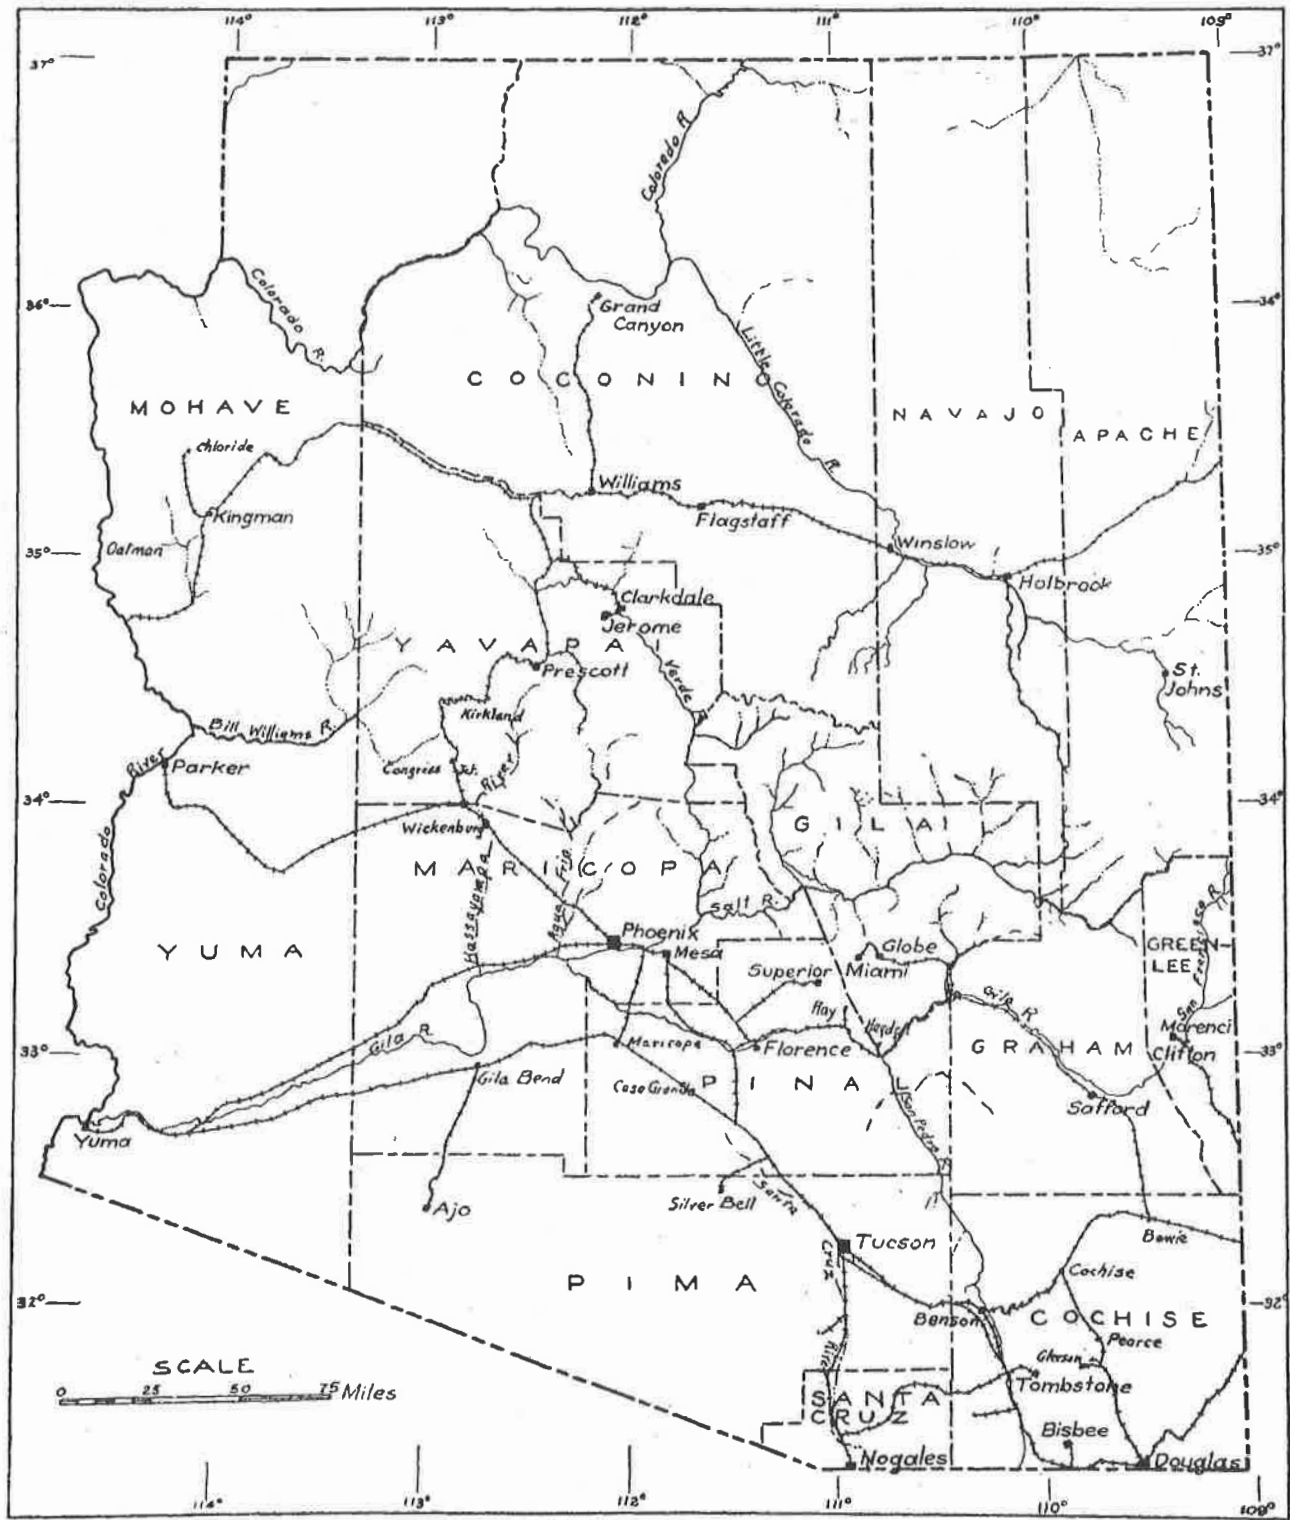 114° 113° 112° 111° 110° 109°
37° 37°
Colorado R.
Colorado R.
36° 36°
Grand
Canyon
Little Colorado R.
COCONINO
MOHAVE
NAVAJO
APACHE
Chloride
Williams
Kingman
Flagstaff
Oatman
Winslow
35° 35°
Holbrook
Clarkdale
Jerome
YAVAPAI
Prescott
Verde
St.
Johns
Kirkland
Bill Williams R.
Congress Jct.
River
River
Parker
34° 34°
Wickenburg
GILA
MARICOPA
Colorado
Hassayampa
Agua Fria
Salt R.
Phoenix
Mesa
Globe
YUMA
Superior Miami
GREEN-
LEE
San Francisco R.
Gila R.
Ray
Gila R.
Maricopa
Florence
Morenci
Clifton
33° 33°
GRAHAM
Gila Bend
Casa Grande
PINAL
San Pedro R.
Safford
Yuma
Silver Bell
Santa
Ajo
Bowie
Tucson
Cruz
Cochise
PIMA
32° 32°
Benson
COCHISE
Pearce
River
Gleeson
Tombstone
SCALE
0 25 50 75 Miles
SANTA
CRUZ
Bisbee
Nogales
Douglas
114° 113° 112° 111° 110° 109°